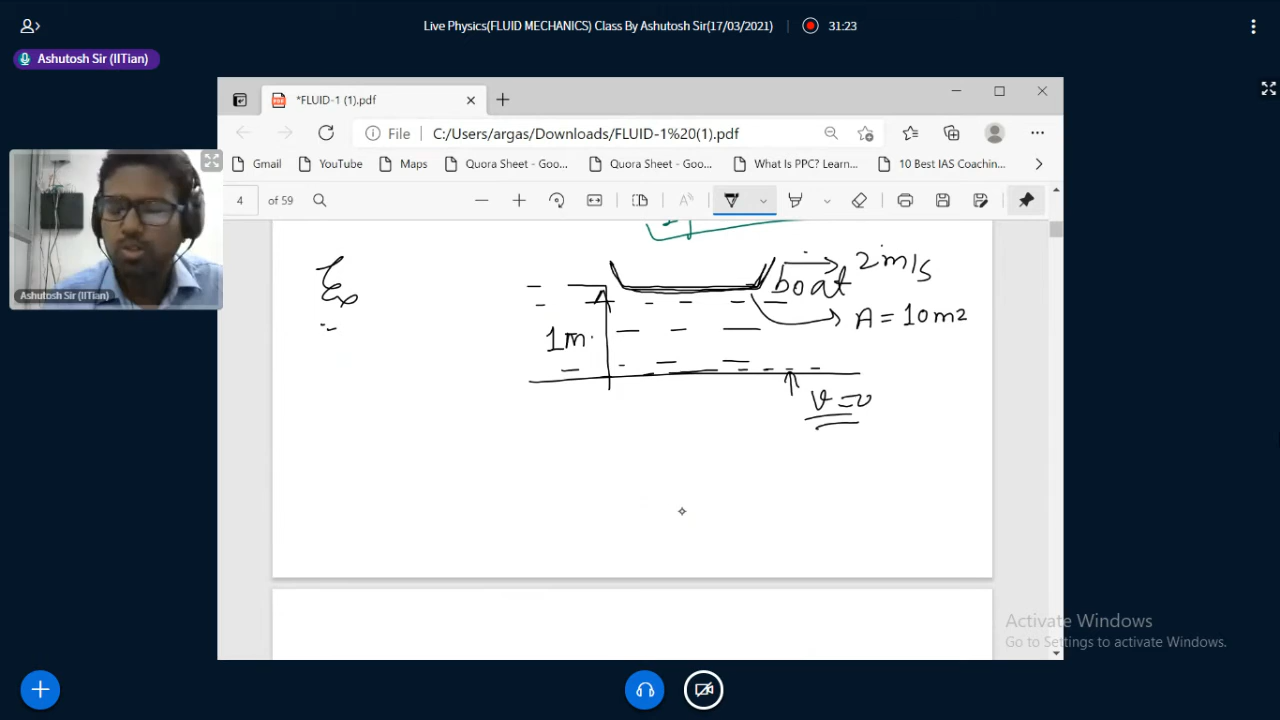 Live Physics(FLUID MECHANICS) Class By Ashutosh Sir(17/03/2021)
31:23
Ashutosh Sir (IITian)
*FLUID-1 (1).pdf
File C:/Users/argas/Downloads/FLUID-1%20(1).pdf
Gmail YouTube Maps Quora Sheet - Goo... Quora Sheet - Goo... What Is PPC? Learn... 10 Best IAS Coachin...
4 of 59
Ashutosh Sir (IITian)
Ex
boat 2m/s
A = 10m2
1m
v=0
Activate Windows
Go to Settings to activate Windows.